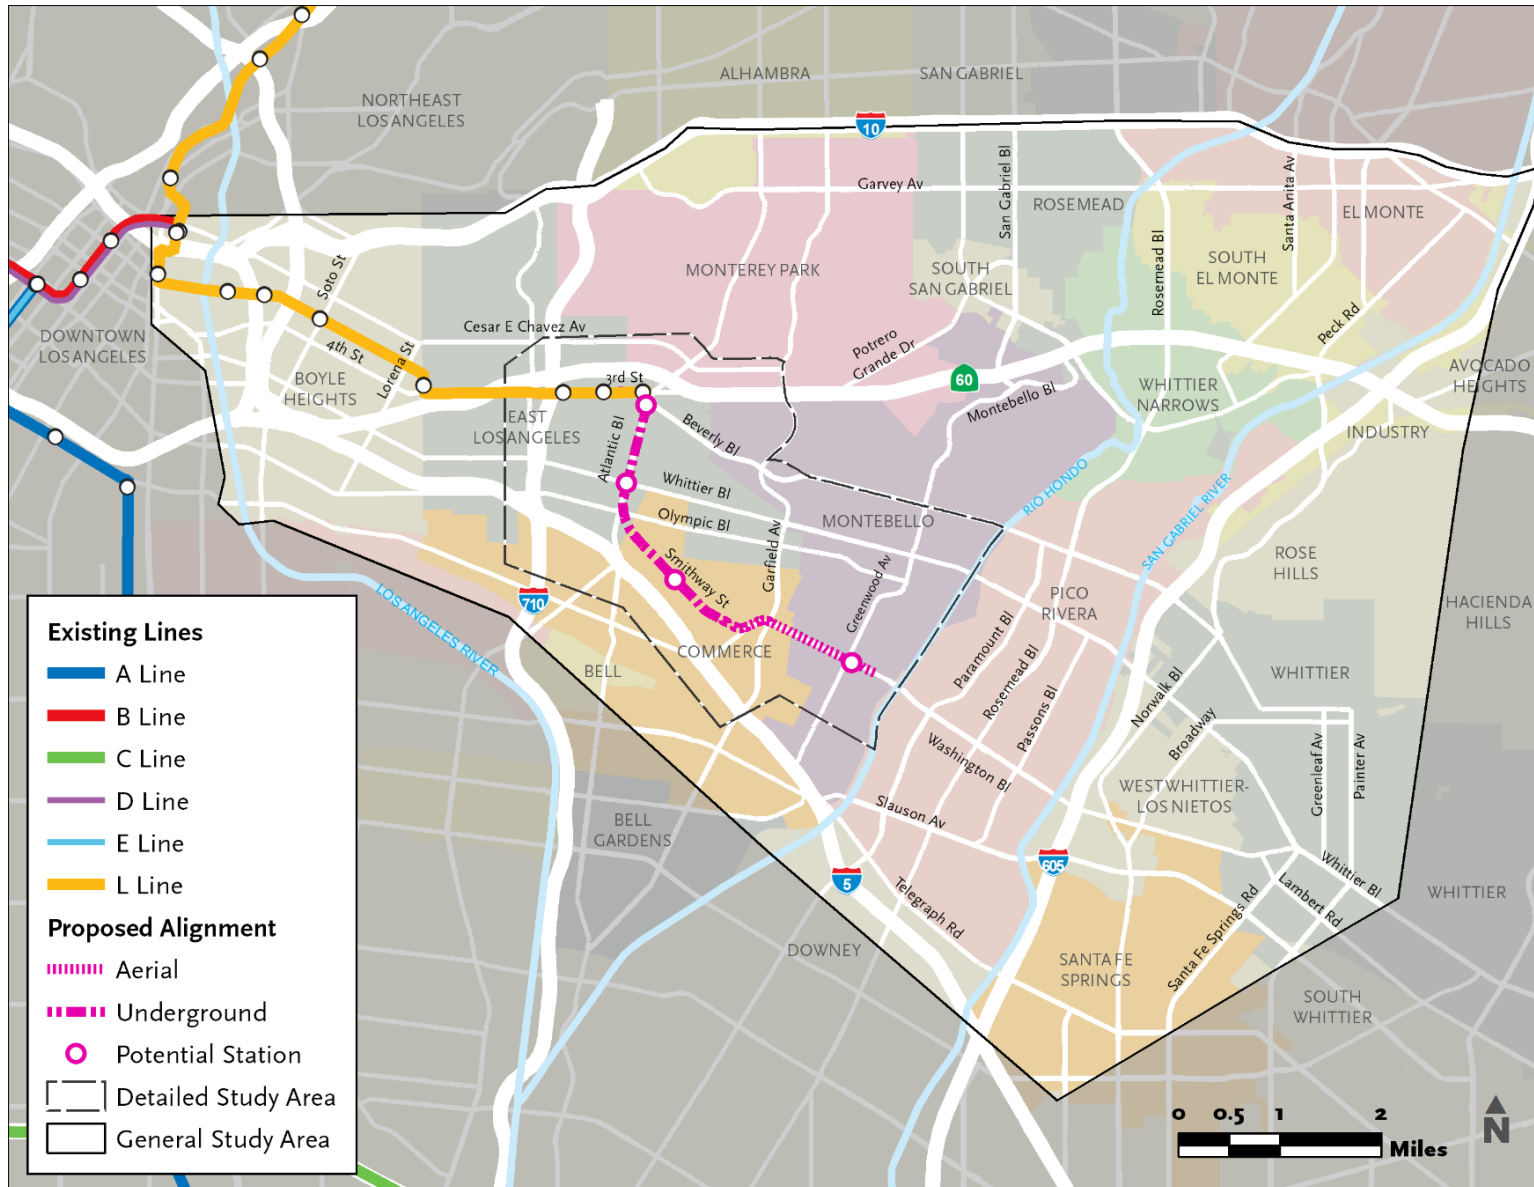 ALHAMBRA
SAN GABRIEL
NORTHEAST
LOS ANGELES
10
Garvey Av
San Gabriel Bl
ROSEMEAD
Santa Anita Av
EL MONTE
MONTEREY PARK
SOUTH
SAN GABRIEL
Rosemead Bl
SOUTH
EL MONTE
Soto St
Cesar E Chavez Av
DOWNTOWN
LOS ANGELES
4th St
Lorena St
BOYLE
HEIGHTS
Potrero
Grande Dr
Peck Rd
3rd St
60
Montebello Bl
WHITTIER
NARROWS
AVOCADO
HEIGHTS
EAST
LOS ANGELES
Atlantic Bl
Beverly Bl
INDUSTRY
Whittier Bl
Olympic Bl
MONTEBELLO
RIO HONDO
SAN GABRIEL RIVER
Garfield Av
Smithway St
Greenwood Av
ROSE
HILLS
710
LOS ANGELES RIVER
PICO
RIVERA
HACIENDA
HILLS
COMMERCE
BELL
Paramount Bl
Rosemead Bl
Passons Bl
WHITTIER
Norwalk Bl
Broadway
Greenleaf Av
Painter Av
Washington Bl
WEST WHITTIER-
LOS NIETOS
Slauson Av
BELL
GARDENS
5
605
Whittier Bl
Lambert Rd
WHITTIER
Telegraph Rd
Santa Fe Springs Rd
DOWNEY
SANTA FE
SPRINGS
SOUTH
WHITTIER
Existing Lines
A Line
B Line
C Line
D Line
E Line
L Line
Proposed Alignment
Aerial
Underground
Potential Station
Detailed Study Area
General Study Area
0 0.5 1 2
Miles
N